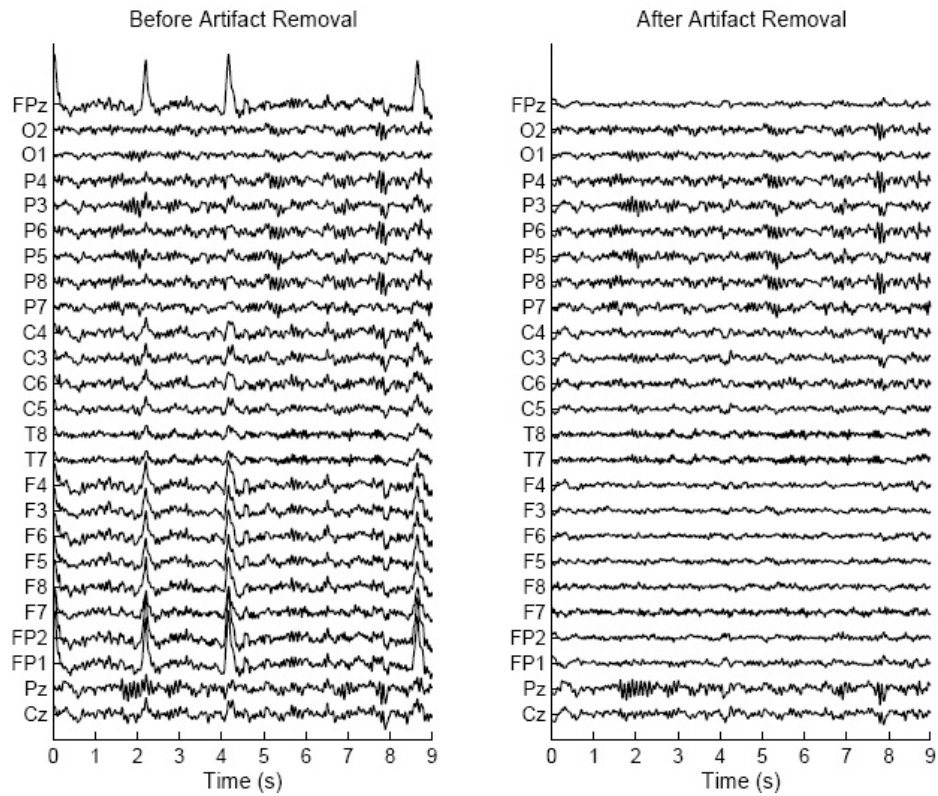 Before Artifact Removal
FPz
O2
O1
P4
P3
P6
P5
P8
P7
C4
C3
C6
C5
T8
T7
F4
F3
F6
F5
F8
F7
FP2
FP1
Pz
Cz
0 1 2 3 4 5 6 7 8 9
Time (s)
After Artifact Removal
FPz
O2
O1
P4
P3
P6
P5
P8
P7
C4
C3
C6
C5
T8
T7
F4
F3
F6
F5
F8
F7
FP2
FP1
Pz
Cz
0 1 2 3 4 5 6 7 8 9
Time (s)